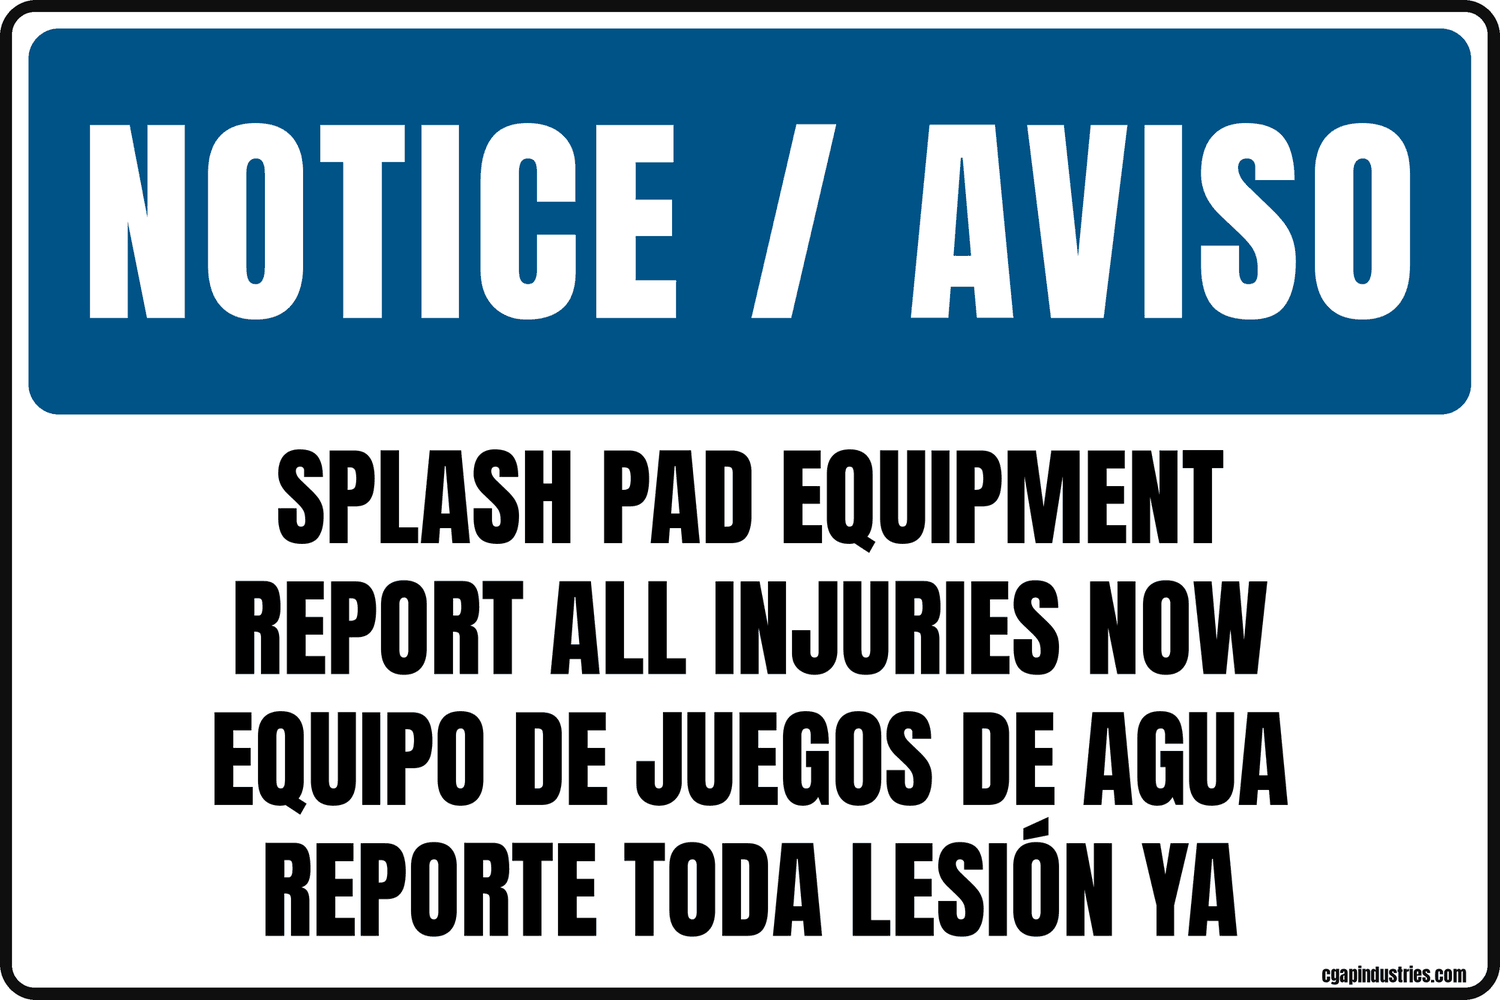 NOTICE / AVISO
SPLASH PAD EQUIPMENT
REPORT ALL INJURIES NOW
EQUIPO DE JUEGOS DE AGUA
REPORTE TODA LESIÓN YA
cgapindustries.com